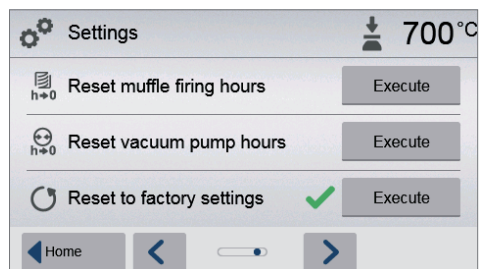 Settings 700°C
h→0 Reset muffle firing hours Execute
h→0 Reset vacuum pump hours Execute
Reset to factory settings Execute
Home